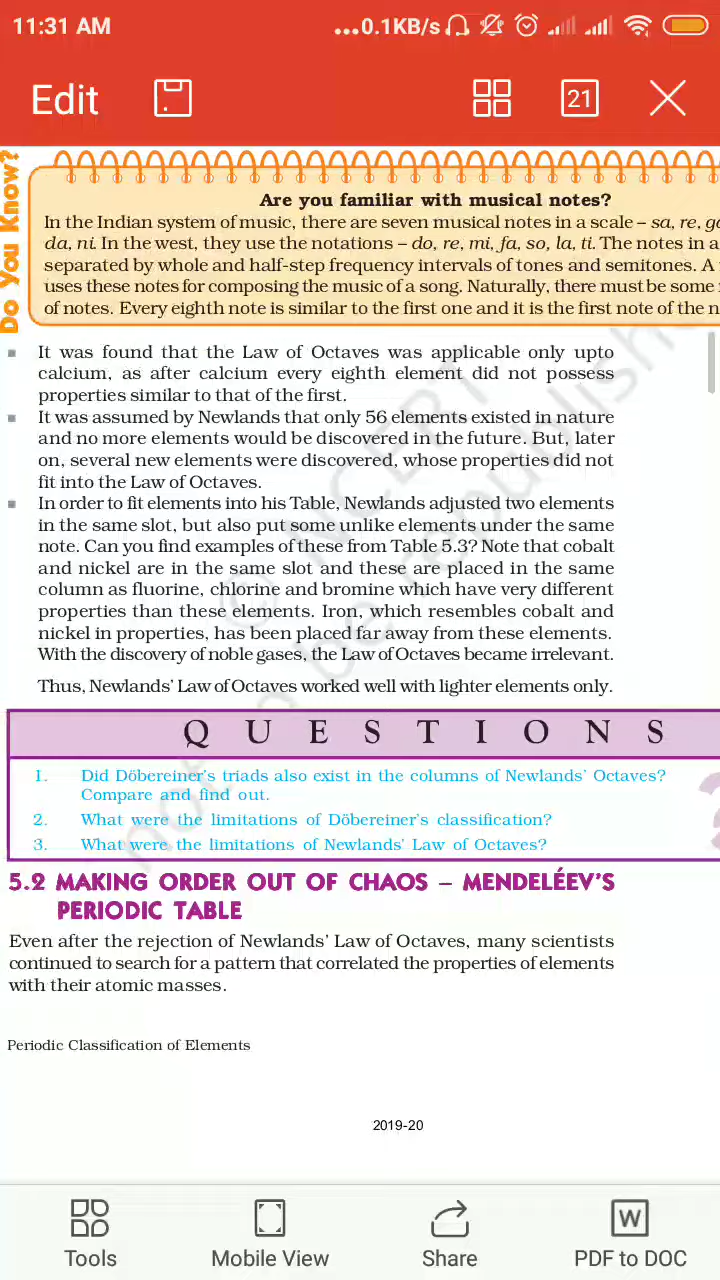 11:31 AM
...0.1KB/s
Edit
21
Do You Know?
Are you familiar with musical notes?
In the Indian system of music, there are seven musical notes in a scale – sa, re, ga
da, ni. In the west, they use the notations – do, re, mi, fa, so, la, ti. The notes in a
separated by whole and half-step frequency intervals of tones and semitones. A
uses these notes for composing the music of a song. Naturally, there must be some
of notes. Every eighth note is similar to the first one and it is the first note of the n
It was found that the Law of Octaves was applicable only upto
calcium, as after calcium every eighth element did not possess
properties similar to that of the first.
It was assumed by Newlands that only 56 elements existed in nature
and no more elements would be discovered in the future. But, later
on, several new elements were discovered, whose properties did not
fit into the Law of Octaves.
In order to fit elements into his Table, Newlands adjusted two elements
in the same slot, but also put some unlike elements under the same
note. Can you find examples of these from Table 5.3? Note that cobalt
and nickel are in the same slot and these are placed in the same
column as fluorine, chlorine and bromine which have very different
properties than these elements. Iron, which resembles cobalt and
nickel in properties, has been placed far away from these elements.
With the discovery of noble gases, the Law of Octaves became irrelevant.
Thus, Newlands' Law of Octaves worked well with lighter elements only.
© NCERT
not to be republished
QUESTIONS
1. Did Döbereiner's triads also exist in the columns of Newlands' Octaves?
Compare and find out.
2. What were the limitations of Döbereiner's classification?
3. What were the limitations of Newlands' Law of Octaves?
5.2 MAKING ORDER OUT OF CHAOS – MENDELÉEV'S
PERIODIC TABLE
Even after the rejection of Newlands' Law of Octaves, many scientists
continued to search for a pattern that correlated the properties of elements
with their atomic masses.
Periodic Classification of Elements
2019-20
W
Tools
Mobile View
Share
PDF to DOC